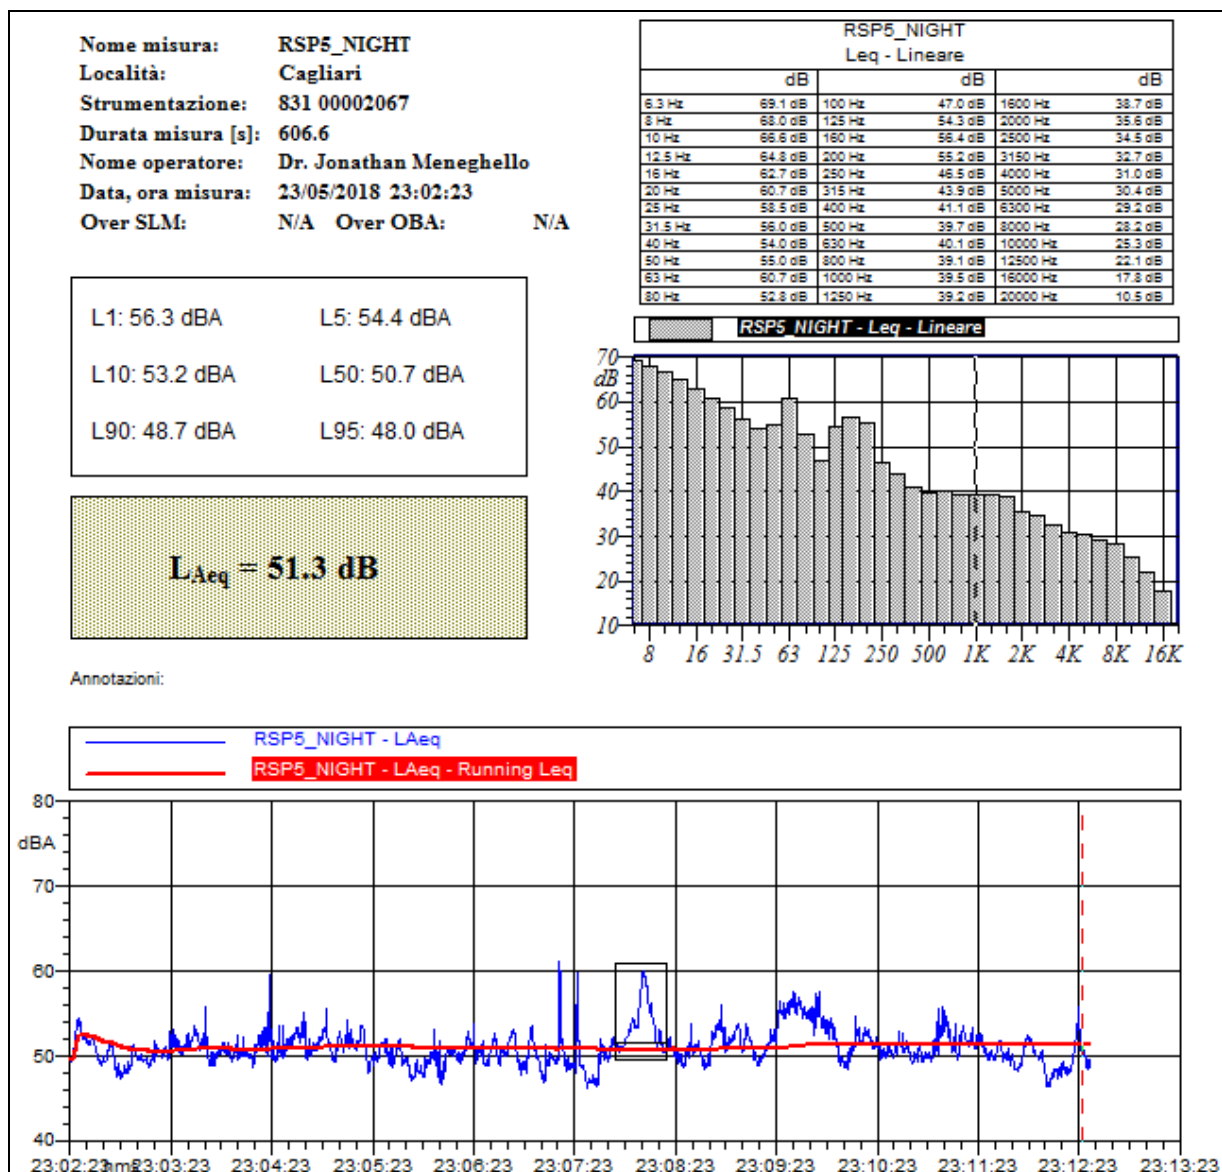 Nome misura: RSP5_NIGHT
Località: Cagliari
Strumentazione: 831 00002067
Durata misura [s]: 606.6
Nome operatore: Dr. Jonathan Meneghello
Data, ora misura: 23/05/2018 23:02:23
Over SLM: N/A Over OBA: N/A
RSP5_NIGHT
Leq - Lineare
dB dB dB
6.3 Hz 69.1 dB 100 Hz 47.0 dB 1600 Hz 38.7 dB
8 Hz 68.0 dB 125 Hz 54.3 dB 2000 Hz 35.6 dB
10 Hz 66.6 dB 160 Hz 56.4 dB 2500 Hz 34.5 dB
12.5 Hz 64.8 dB 200 Hz 55.2 dB 3150 Hz 32.7 dB
16 Hz 62.7 dB 250 Hz 46.5 dB 4000 Hz 31.0 dB
20 Hz 60.7 dB 315 Hz 43.9 dB 5000 Hz 30.4 dB
25 Hz 58.5 dB 400 Hz 41.1 dB 6300 Hz 29.2 dB
31.5 Hz 56.0 dB 500 Hz 39.7 dB 8000 Hz 28.2 dB
40 Hz 54.0 dB 630 Hz 40.1 dB 10000 Hz 25.3 dB
50 Hz 55.0 dB 800 Hz 39.1 dB 12500 Hz 22.1 dB
63 Hz 60.7 dB 1000 Hz 39.5 dB 16000 Hz 17.8 dB
80 Hz 52.8 dB 1250 Hz 39.2 dB 20000 Hz 10.5 dB
L1: 56.3 dBA L5: 54.4 dBA
L10: 53.2 dBA L50: 50.7 dBA
L90: 48.7 dBA L95: 48.0 dBA
LAeq = 51.3 dB
RSP5_NIGHT - Leq - Lineare
70
dB
60
50
40
30
20
10
8 16 31.5 63 125 250 500 1K 2K 4K 8K 16K
Annotazioni:
RSP5_NIGHT - LAeq
RSP5_NIGHT - LAeq - Running Leq
80
dBA
70
60
50
40
23:02:23 hms 23:03:23 23:04:23 23:05:23 23:06:23 23:07:23 23:08:23 23:09:23 23:10:23 23:11:23 23:12:23 23:13:23